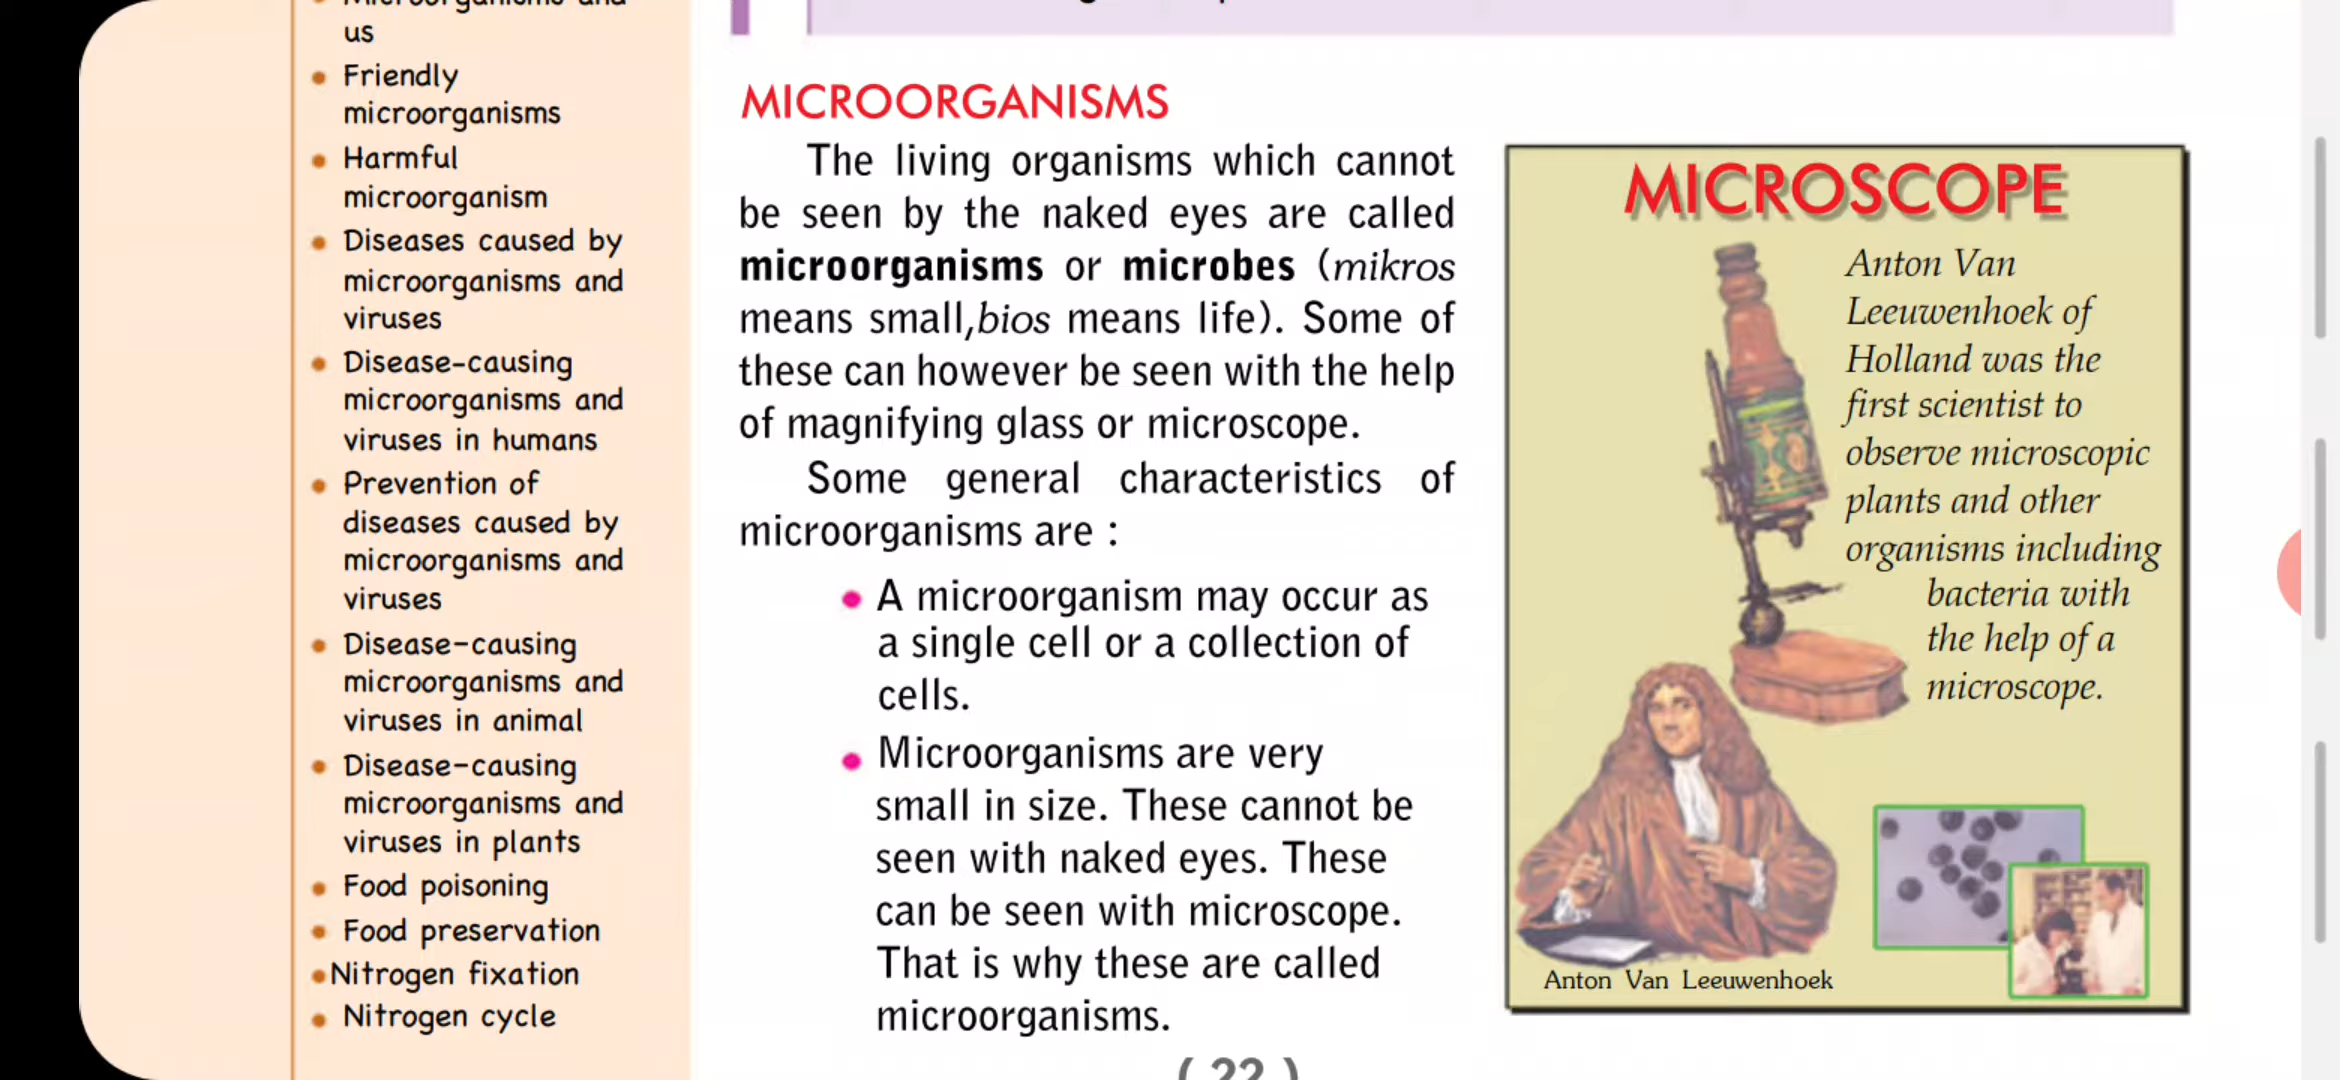 us
Friendly
microorganisms
Harmful
microorganism
Diseases caused by
microorganisms and
viruses
Disease-causing
microorganisms and
viruses in humans
Prevention of
diseases caused by
microorganisms and
viruses
Disease-causing
microorganisms and
viruses in animal
Disease-causing
microorganisms and
viruses in plants
Food poisoning
Food preservation
Nitrogen fixation
Nitrogen cycle
MICROORGANISMS
The living organisms which cannot
be seen by the naked eyes are called
microorganisms or microbes (mikros
means small,bios means life). Some of
these can however be seen with the help
of magnifying glass or microscope.
Some general characteristics of
microorganisms are :
A microorganism may occur as
a single cell or a collection of
cells.
Microorganisms are very
small in size. These cannot be
seen with naked eyes. These
can be seen with microscope.
That is why these are called
microorganisms.
( 22 )
MICROSCOPE
Anton Van
Leeuwenhoek of
Holland was the
first scientist to
observe microscopic
plants and other
organisms including
bacteria with
the help of a
microscope.
Anton Van Leeuwenhoek